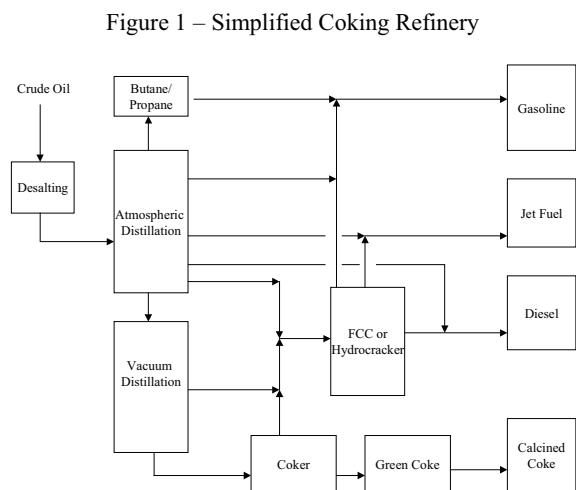 Figure 1 – Simplified Coking Refinery
Crude Oil
Butane/
Propane
Gasoline
Desalting
Atmospheric
Distillation
Jet Fuel
Diesel
FCC or
Hydrocracker
Vacuum
Distillation
Coker
Green Coke
Calcined
Coke